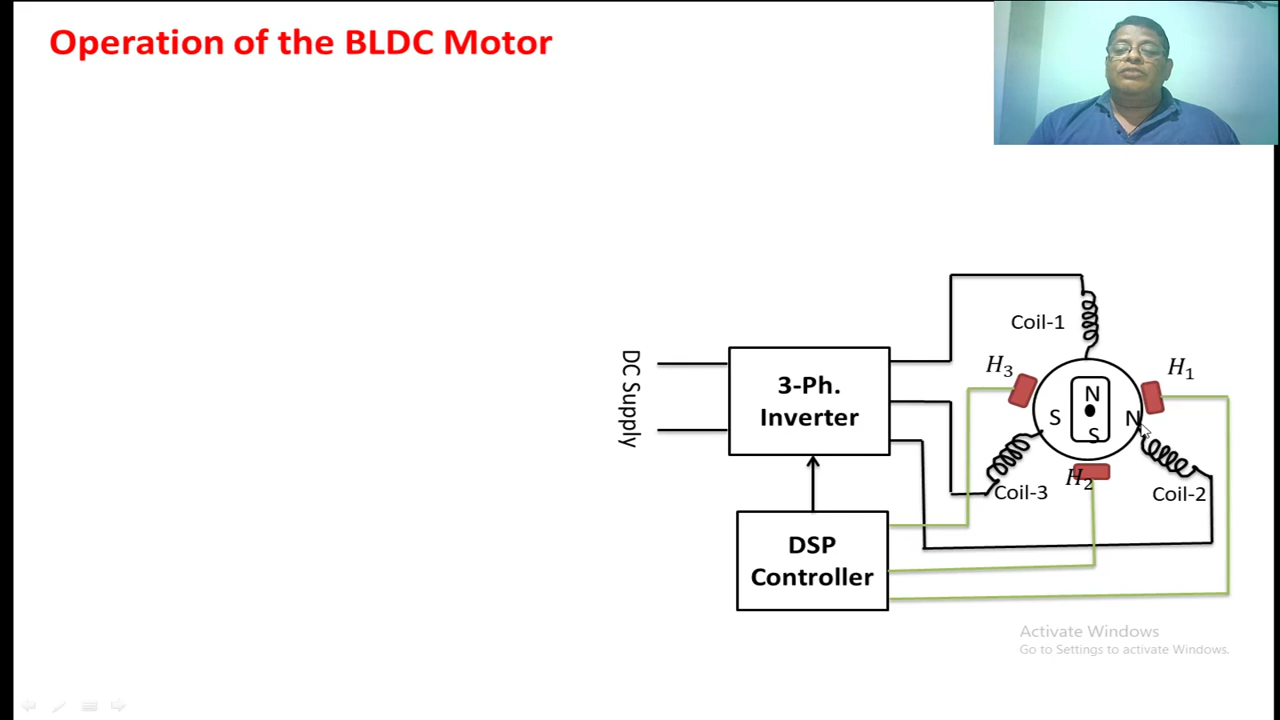 Operation of the BLDC Motor
Coil-1
DC Supply
3-Ph.
Inverter
H₃
H₁
N
S
N
S
H₂
Coil-3
Coil-2
DSP
Controller
Activate Windows
Go to Settings to activate Windows.